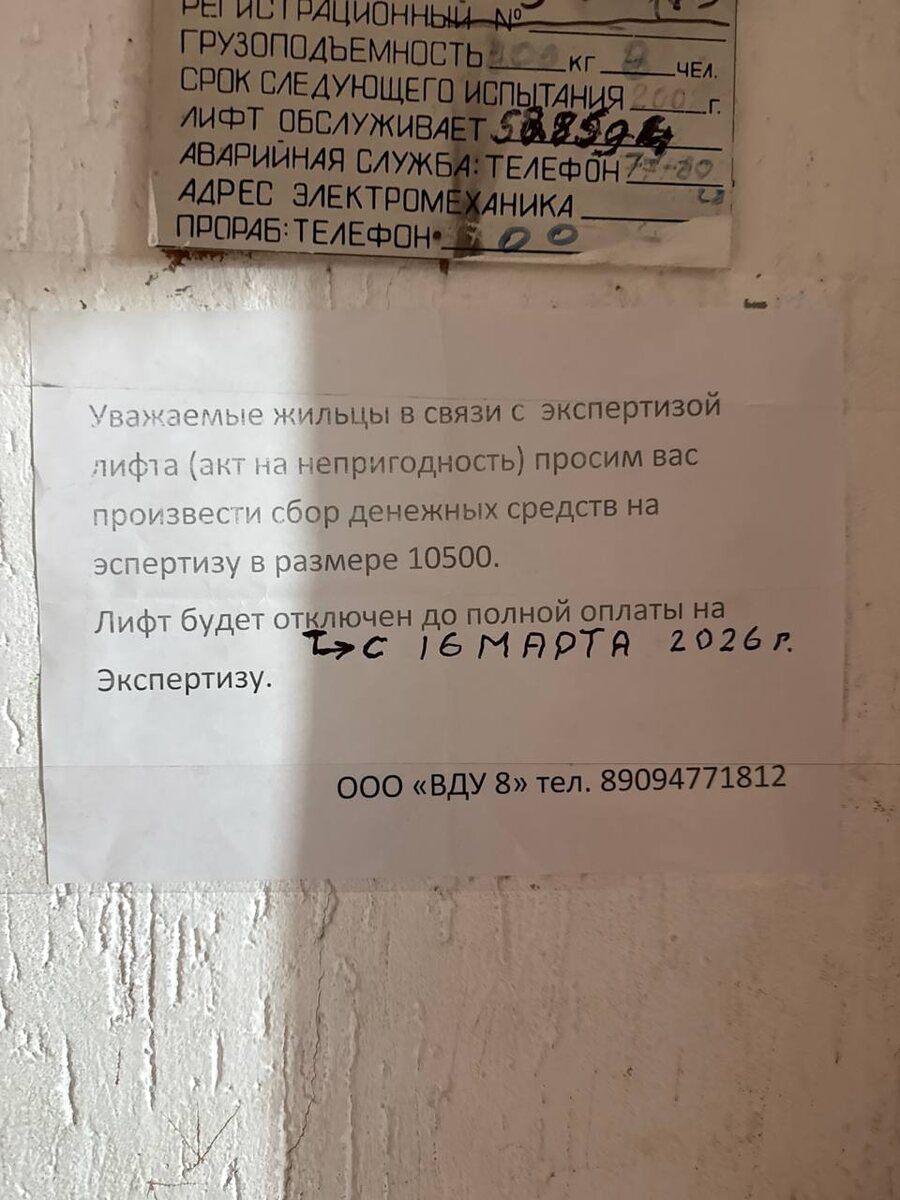 РЕГИСТРАЦИОННЫЙ №
ГРУЗОПОДЪЕМНОСТЬ КГ ЧЕЛ.
СРОК СЛЕДУЮЩЕГО ИСПЫТАНИЯ 200 г.
ЛИФТ ОБСЛУЖИВАЕТ
АВАРИЙНАЯ СЛУЖБА: ТЕЛЕФОН
АДРЕС ЭЛЕКТРОМЕХАНИКА
ПРОРАБ: ТЕЛЕФОН
Уважаемые жильцы в связи с экспертизой
лифта (акт на непригодность) просим вас
произвести сбор денежных средств на
эспертизу в размере 10500.
Лифт будет отключен до полной оплаты на
с 16 МАРТА 2026 г.
Экспертизу.
ООО «ВДУ 8» тел. 89094771812